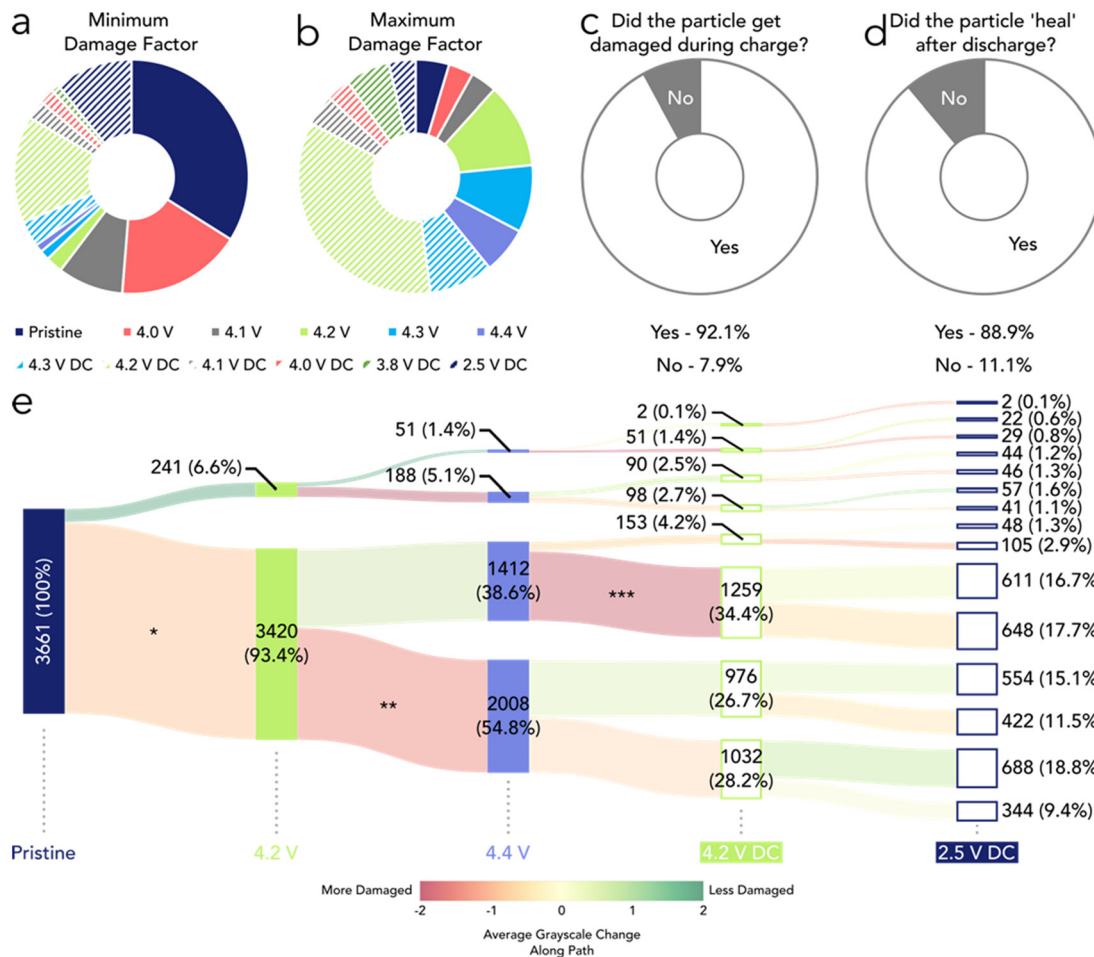 a
Minimum
Damage Factor
b
Maximum
Damage Factor
c
Did the particle get
damaged during charge?
d
Did the particle 'heal'
after discharge?
No
Yes
No
Yes
Pristine 4.0 V 4.1 V 4.2 V 4.3 V 4.4 V
4.3 V DC 4.2 V DC 4.1 V DC 4.0 V DC 3.8 V DC 2.5 V DC
Yes - 92.1%
No - 7.9%
Yes - 88.9%
No - 11.1%
e
3661 (100%)
*
241 (6.6%)
3420
(93.4%)
**
51 (1.4%)
188 (5.1%)
1412
(38.6%)
2008
(54.8%)
***
2 (0.1%)
51 (1.4%)
90 (2.5%)
98 (2.7%)
153 (4.2%)
1259
(34.4%)
976
(26.7%)
1032
(28.2%)
2 (0.1%)
22 (0.6%)
29 (0.8%)
44 (1.2%)
46 (1.3%)
57 (1.6%)
41 (1.1%)
48 (1.3%)
105 (2.9%)
611 (16.7%
648 (17.7%
554 (15.1%
422 (11.5%
688 (18.8%
344 (9.4%)
Pristine 4.2 V 4.4 V 4.2 V DC 2.5 V DC
More Damaged Less Damaged
-2 -1 0 1 2
Average Grayscale Change
Along Path